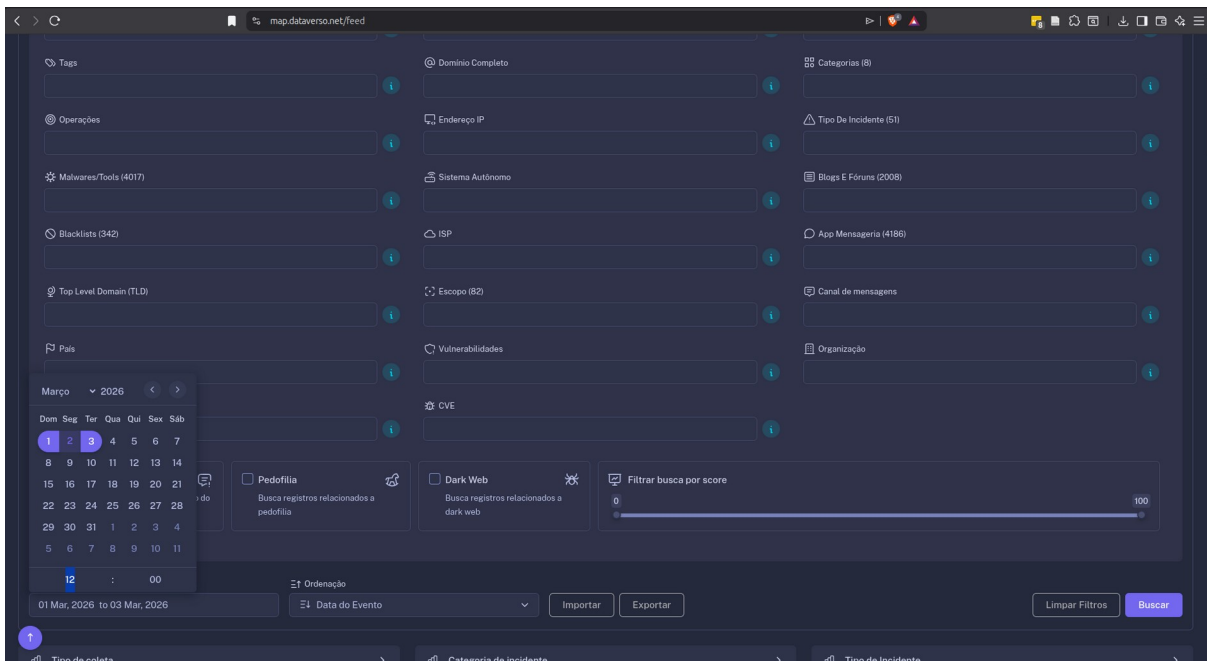 map.dataverso.net/feed
Tags
Domínio Completo
Categorias (8)
Operações
Endereço IP
Tipo De Incidente (51)
Malwares/Tools (4017)
Sistema Autônomo
Blogs E Fóruns (2008)
Blacklists (342)
ISP
App Mensageria (4186)
Top Level Domain (TLD)
Escopo (82)
Canal de mensagens
País
Vulnerabilidades
Organização
Março 2026
CVE
Dom Seg Ter Qua Qui Sex Sáb
1 2 3 4 5 6 7
8 9 10 11 12 13 14
15 16 17 18 19 20 21
22 23 24 25 26 27 28
29 30 31 1 2 3 4
5 6 7 8 9 10 11
12 : 00
do
Pedofilia
Busca registros relacionados a
pedofilia
Dark Web
Busca registros relacionados a
dark web
Filtrar busca por score
0 100
Ordenação
01 Mar, 2026 to 03 Mar, 2026
Data do Evento
Importar
Exportar
Limpar Filtros
Buscar
Tipo de coleta
Categoria de incidente
Tipo de Incidente